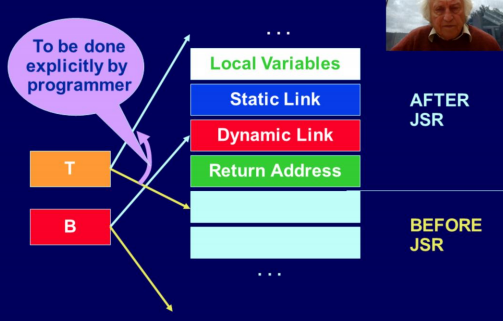 ...
To be done
explicitly by
programmer
Local Variables
Static Link
Dynamic Link
Return Address
T
B
AFTER
JSR
BEFORE
JSR
...